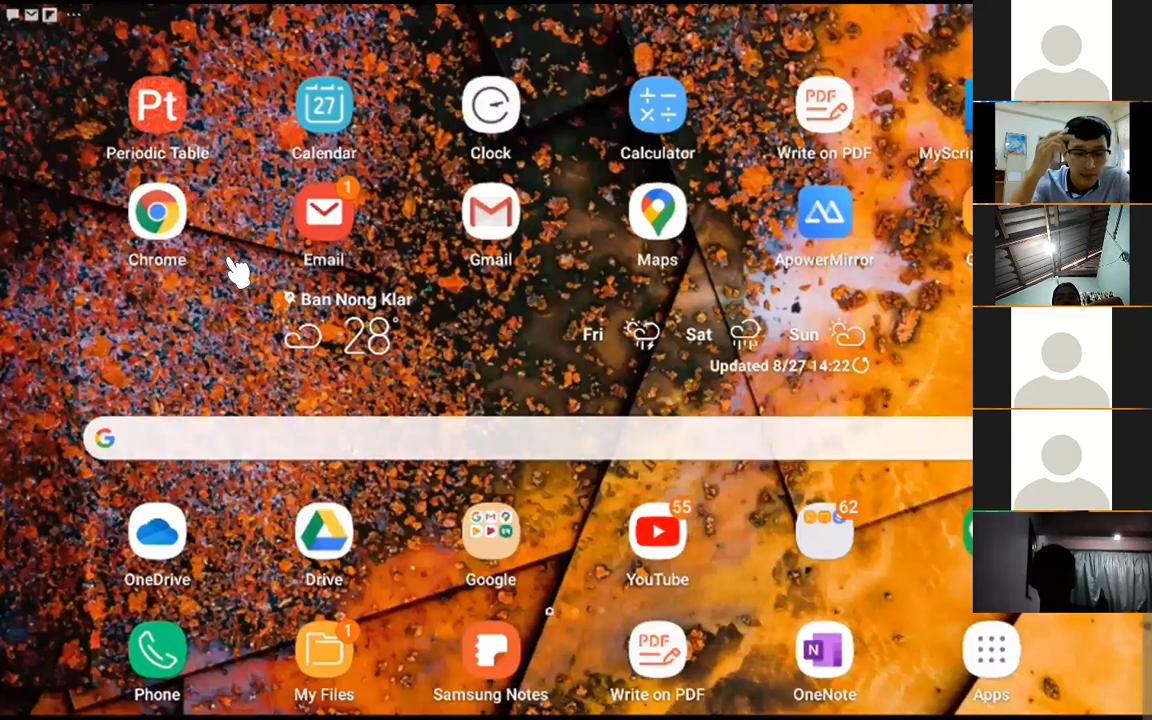 Pt
27
PDF
Periodic Table
Calendar
Clock
Calculator
Write on PDF
MyScrip
1
Chrome
Email
Gmail
Maps
ApowerMirror
G
Ban Nong Klar
28°
Fri
Sat
Sun
Updated 8/27 14:22
G
55
62
OneDrive
Drive
Google
YouTube
1
PDF
N
Phone
My Files
Samsung Notes
Write on PDF
OneNote
Apps